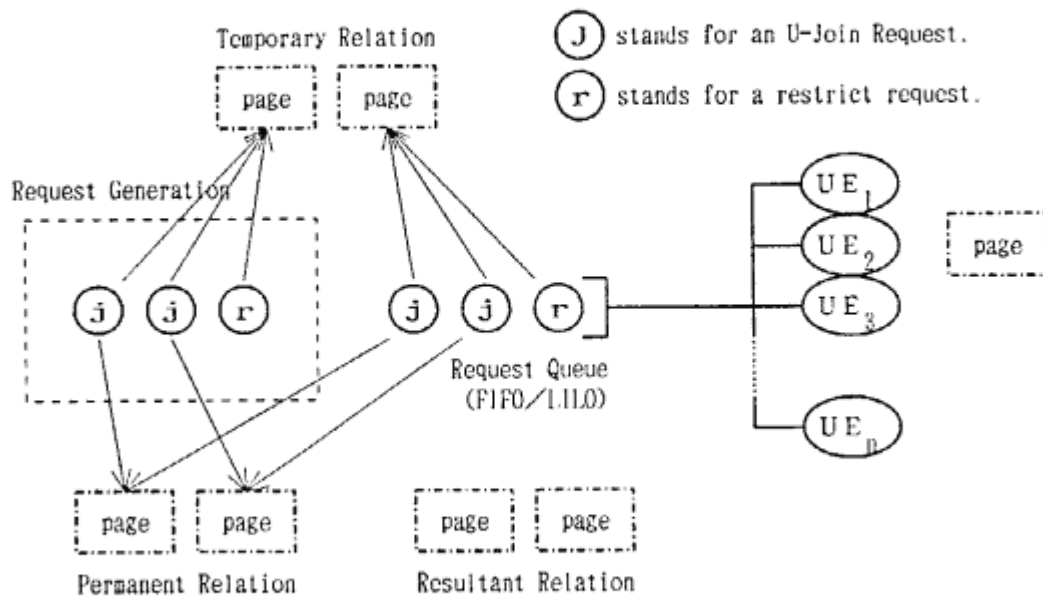 Temporary Relation
J stands for an U-Join Request.
r stands for a restrict request.
page
page
Request Generation
UE1
UE2
page
j
j
r
j
j
r
UE3
Request Queue
(FIFO/LIFO)
UEn
page
page
page
page
Permanent Relation
Resultant Relation